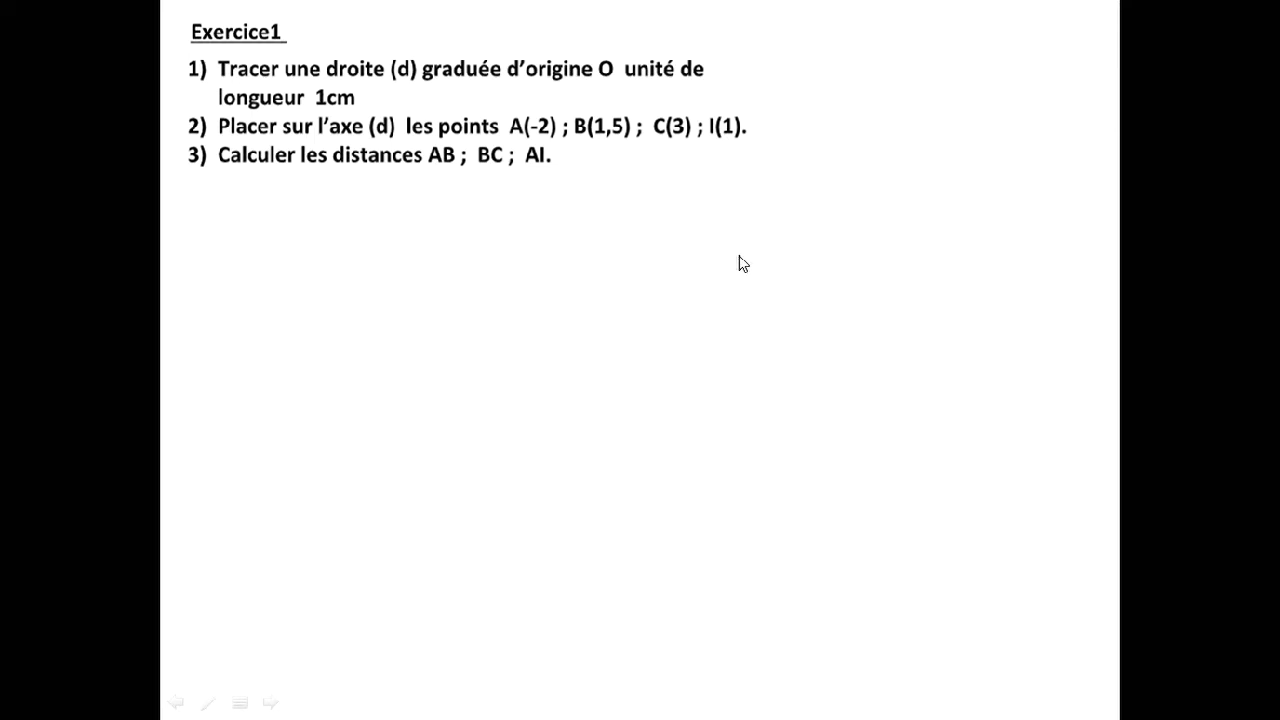 Exercice1
1) Tracer une droite (d) graduée d’origine O unité de
longueur 1cm
2) Placer sur l’axe (d) les points A(-2) ; B(1,5) ; C(3) ; I(1).
3) Calculer les distances AB ; BC ; AI.